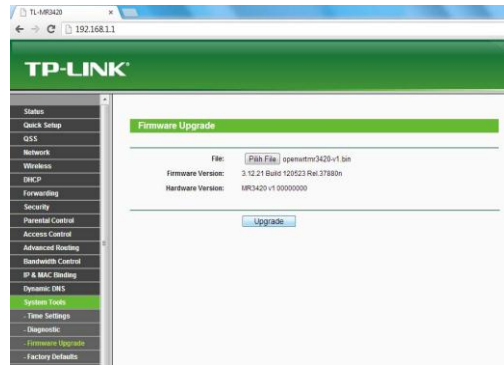 TL-MR3420
192.168.1.1
TP-LINK
Status
Quick Setup
QSS
Network
Wireless
DHCP
Forwarding
Security
Parental Control
Access Control
Advanced Routing
Bandwidth Control
IP & MAC Binding
Dynamic DNS
System Tools
- Time Settings
- Diagnostic
- Firmware Upgrade
- Factory Defaults
Firmware Upgrade
File: Pilih File openwrtmr3420-v1.bin
Firmware Version: 3.12.21 Build 120523 Rel.37880n
Hardware Version: MR3420 v1 00000000
Upgrade